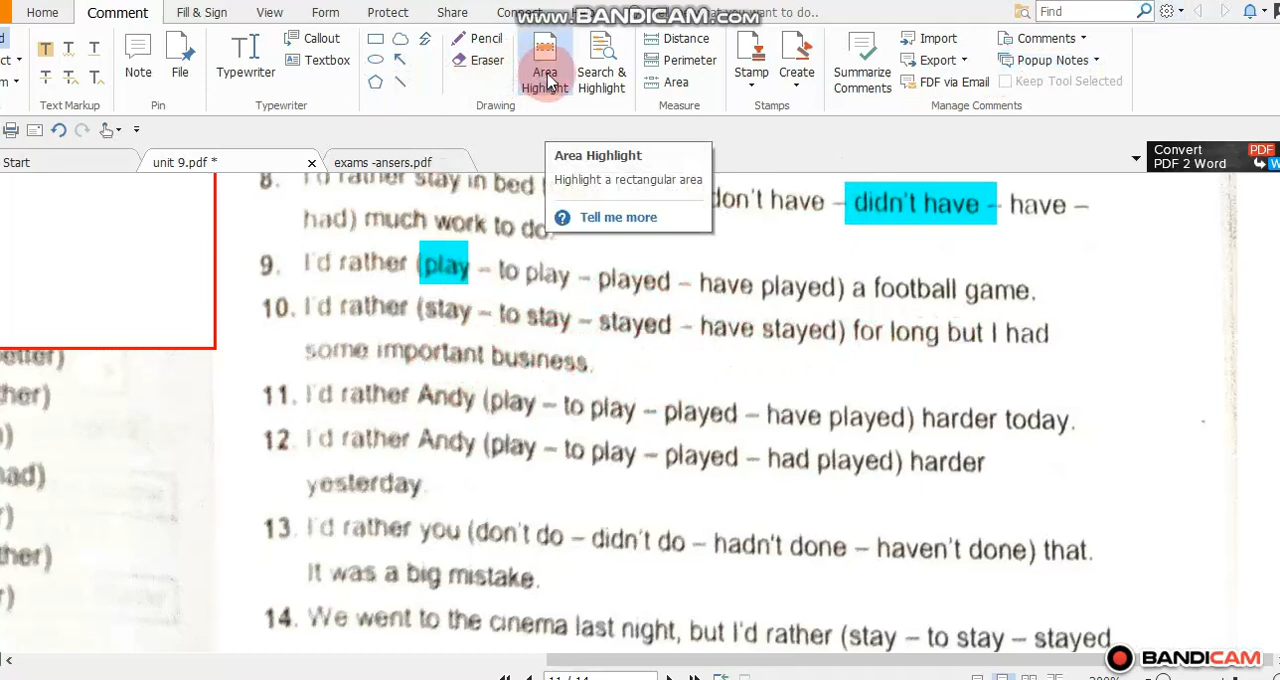 Home Comment Fill & Sign View Form Protect Share Connect you want to do.. Find
www.BANDICAM.com
Note File Typewriter Callout Textbox Pencil Eraser Area Highlight Search & Highlight Distance Perimeter Area Stamp Create Summarize Comments Import Export FDF via Email Comments Popup Notes Keep Tool Selected
Text Markup Pin Typewriter Drawing Measure Stamps Manage Comments
Start unit 9.pdf * x exams -ansers.pdf Convert PDF 2 Word PDF
Area Highlight
Highlight a rectangular area
Tell me more
8. I'd rather stay in bed don't have – didn't have – have –
had) much work to do.
9. I'd rather (play – to play – played – have played) a football game.
10. I'd rather (stay – to stay – stayed – have stayed) for long but I had
some important business.
11. I'd rather Andy (play – to play – played – have played) harder today.
12. I'd rather Andy (play – to play – played – had played) harder
yesterday.
13. I'd rather you (don't do – didn't do – hadn't done – haven't done) that.
It was a big mistake.
14. We went to the cinema last night, but I'd rather (stay – to stay – stayed
BANDICAM